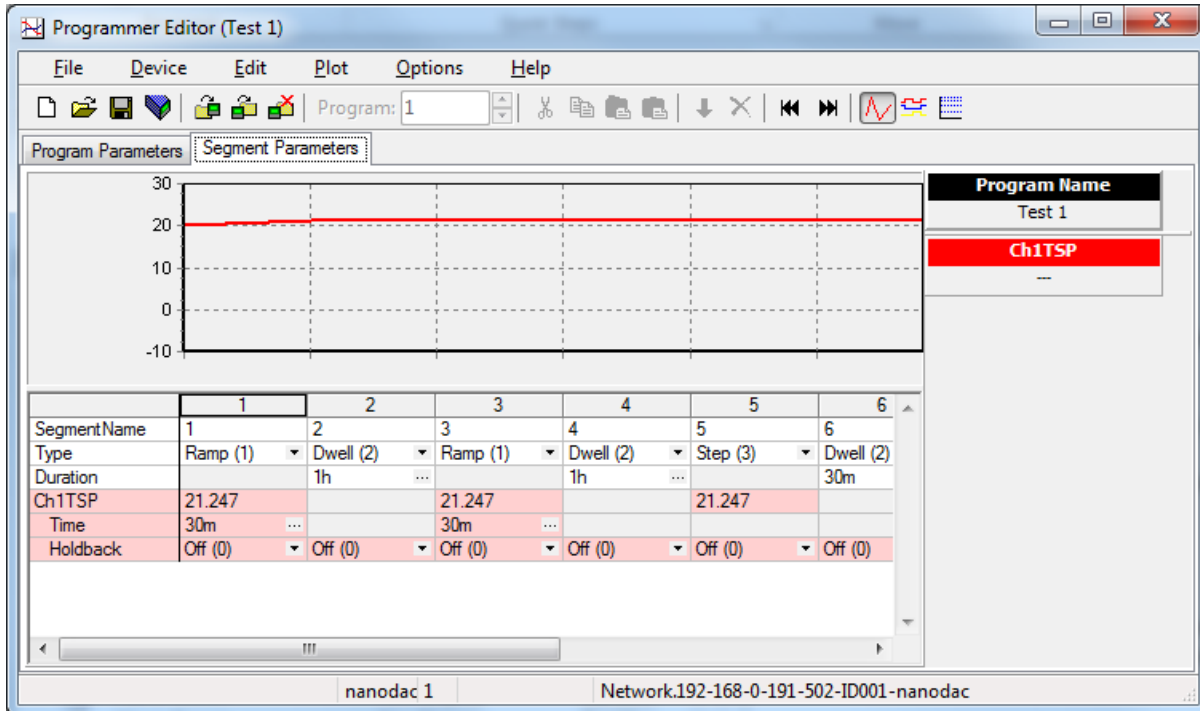 Programmer Editor (Test 1)
File Device Edit Plot Options Help
Program: 1
Program Parameters Segment Parameters
30
20
10
0
-10
Program Name
Test 1
Ch1TSP
---
1 2 3 4 5 6
SegmentName 1 2 3 4 5 6
Type Ramp (1) Dwell (2) Ramp (1) Dwell (2) Step (3) Dwell (2)
Duration 1h ... 1h ... 30m
Ch1TSP 21.247 21.247 21.247
Time 30m ... 30m ...
Holdback Off (0) Off (0) Off (0) Off (0) Off (0) Off (0)
nanodac 1 Network.192-168-0-191-502-ID001-nanodac